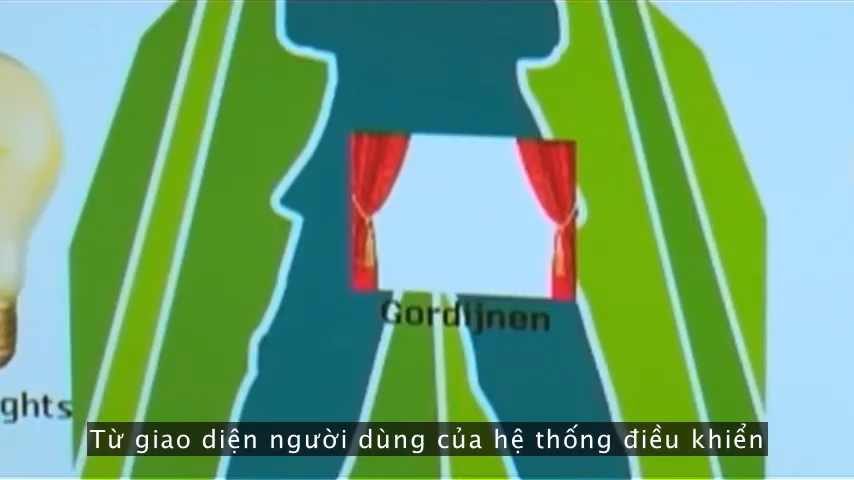 Gordijnen
ghts
Từ giao diện người dùng của hệ thống điều khiển